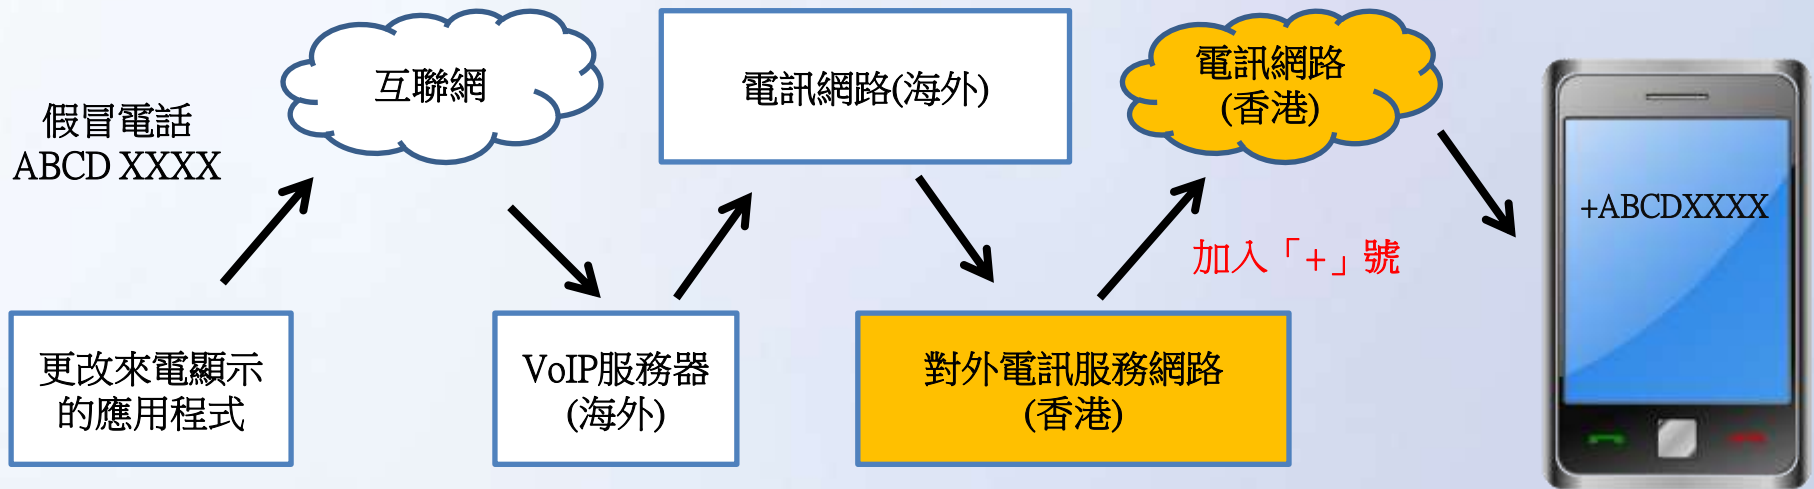 假冒電話
ABCD XXXX
更改來電顯示
的應用程式
互聯網
VoIP服務器
(海外)
電訊網路(海外)
對外電訊服務網路
(香港)
加入「+」號
電訊網路
(香港)
+ABCDXXXX